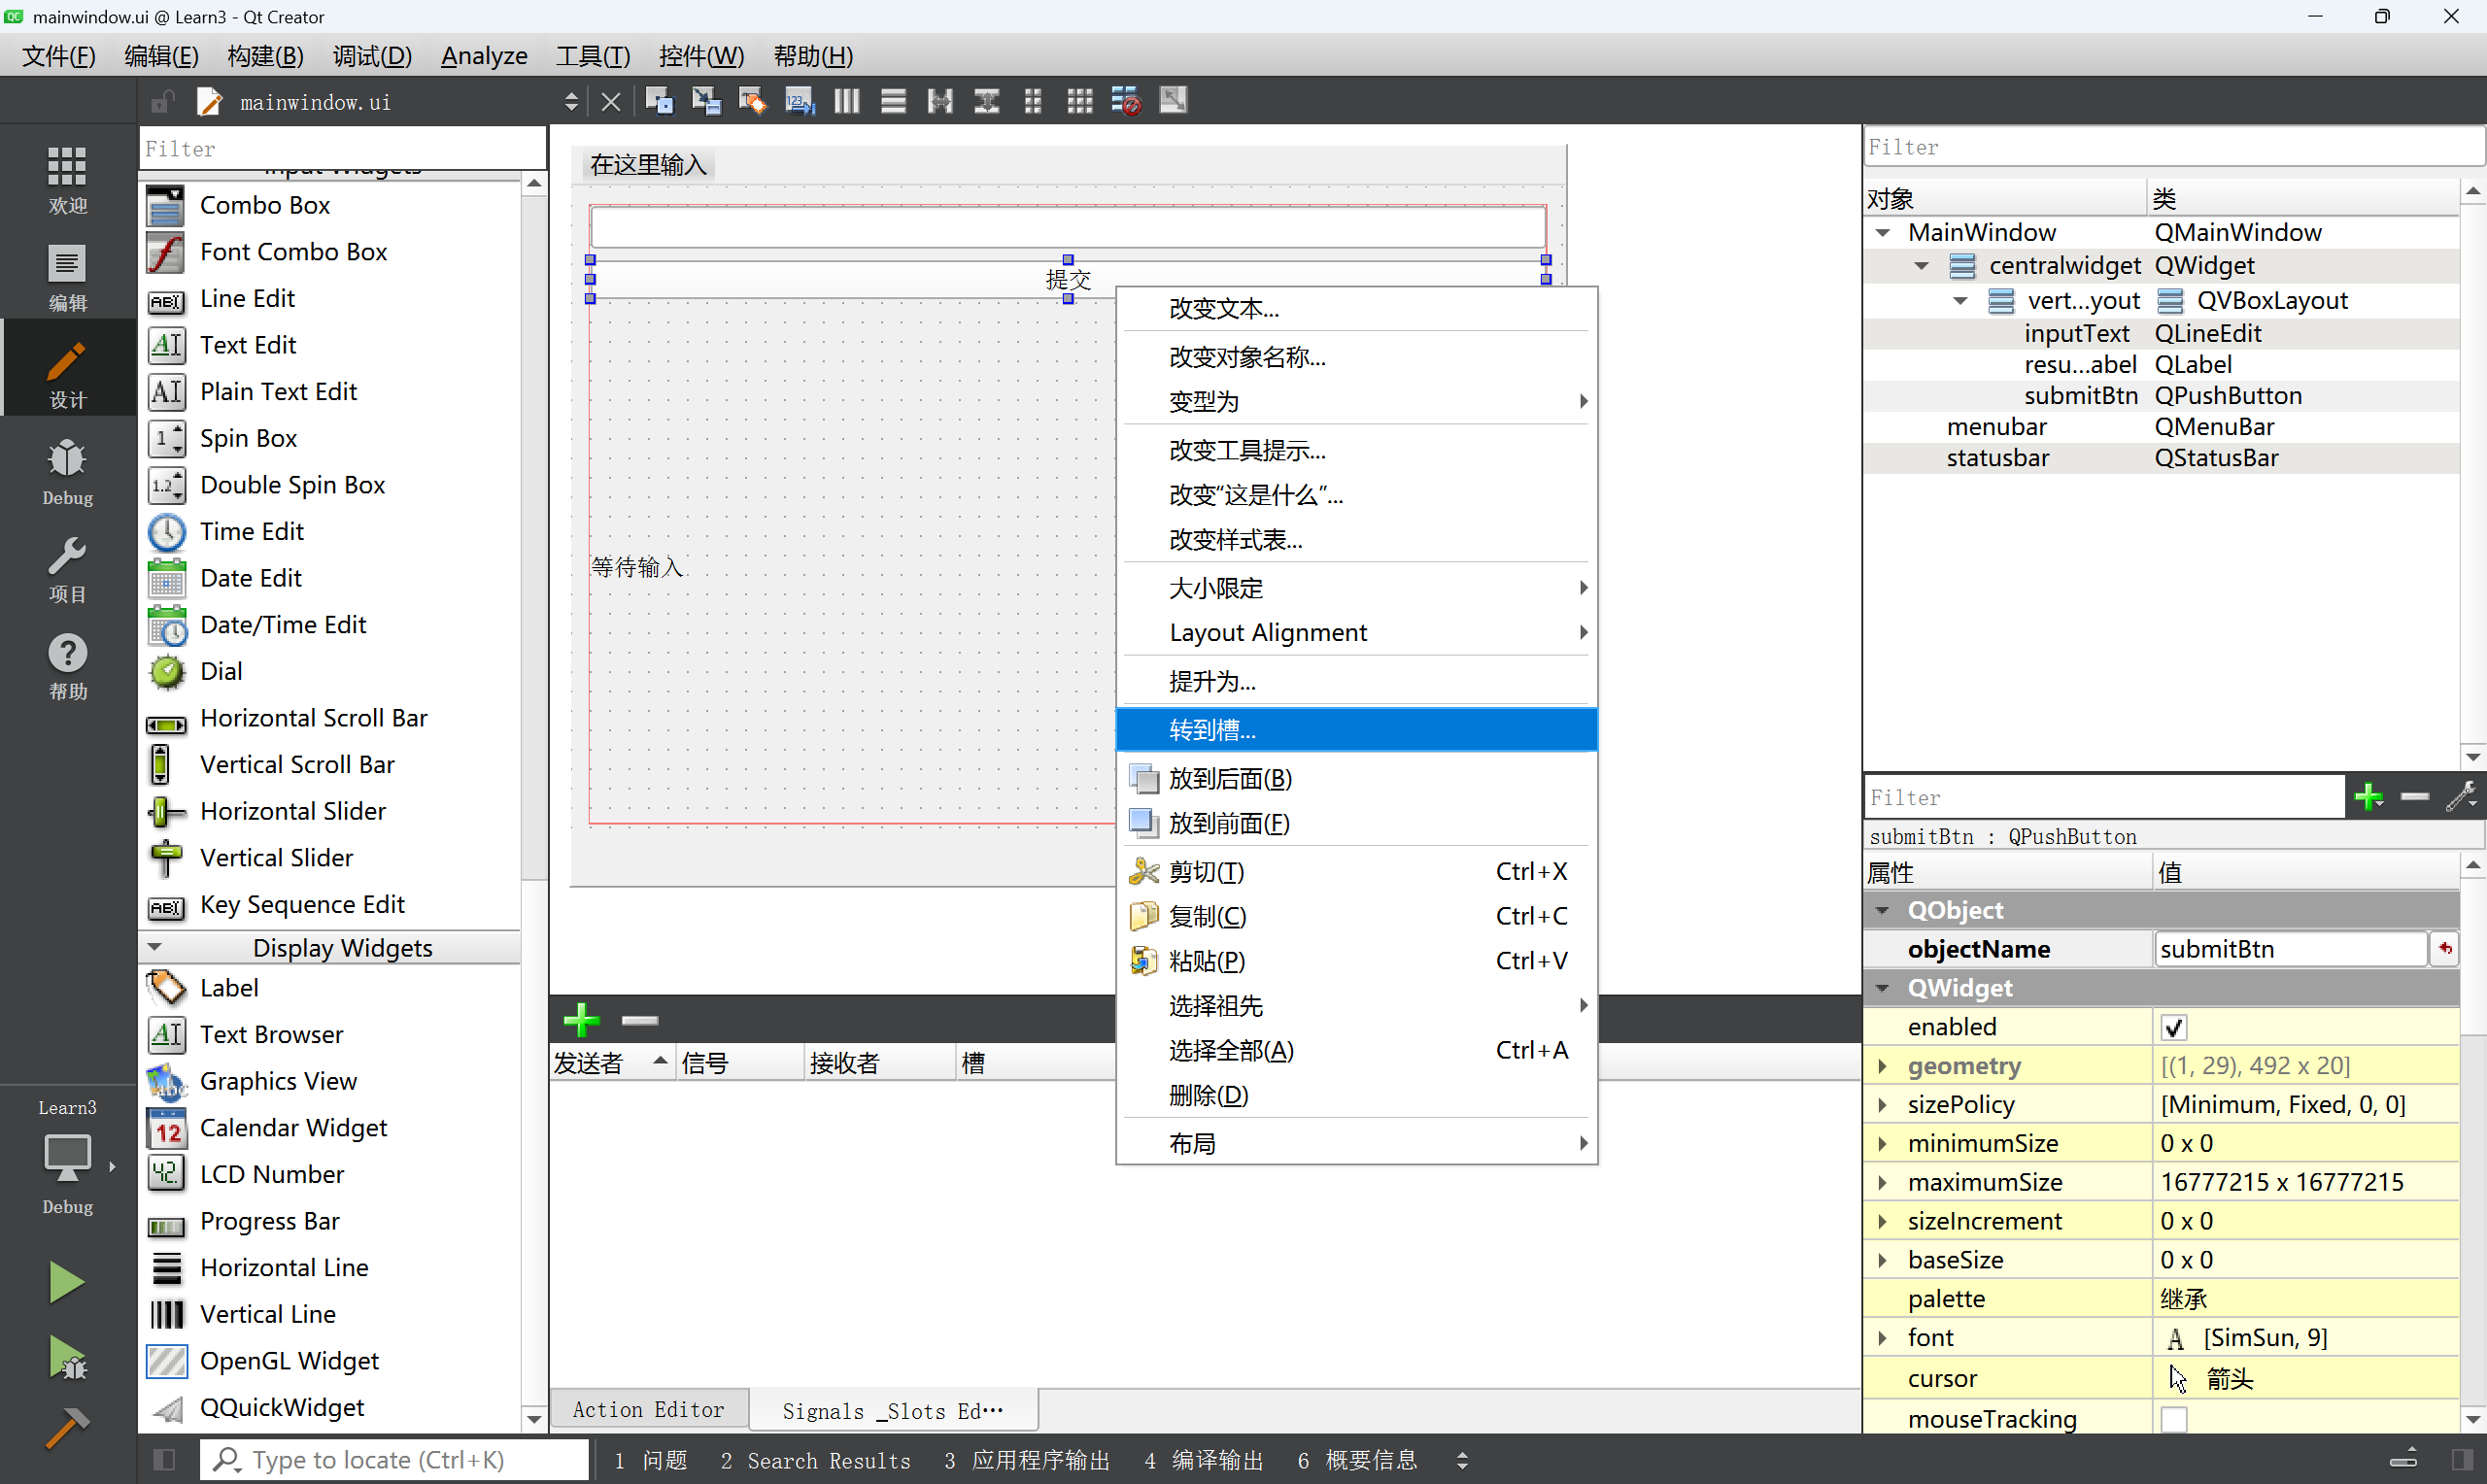 mainwindow.ui @ Learn3 - Qt Creator
文件(F) 编辑(E) 构建(B) 调试(D) Analyze 工具(T) 控件(W) 帮助(H)
mainwindow.ui
欢迎
编辑
设计
Debug
项目
帮助
Learn3
Debug
Filter
Input Widgets
Combo Box
Font Combo Box
Line Edit
Text Edit
Plain Text Edit
Spin Box
Double Spin Box
Time Edit
Date Edit
Date/Time Edit
Dial
Horizontal Scroll Bar
Vertical Scroll Bar
Horizontal Slider
Vertical Slider
Key Sequence Edit
Display Widgets
Label
Text Browser
Graphics View
Calendar Widget
LCD Number
Progress Bar
Horizontal Line
Vertical Line
OpenGL Widget
QQuickWidget
在这里输入
提交
等待输入
改变文本...
改变对象名称...
变型为
改变工具提示...
改变“这是什么”...
改变样式表...
大小限定
Layout Alignment
提升为...
转到槽...
放到后面(B)
放到前面(F)
剪切(T) Ctrl+X
复制(C) Ctrl+C
粘贴(P) Ctrl+V
选择祖先
选择全部(A) Ctrl+A
删除(D)
布局
发送者 信号 接收者 槽
Action Editor Signals _Slots Ed…
Filter
对象 类
MainWindow QMainWindow
centralwidget QWidget
vert...yout QVBoxLayout
inputText QLineEdit
resu...abel QLabel
submitBtn QPushButton
menubar QMenuBar
statusbar QStatusBar
Filter
submitBtn : QPushButton
属性 值
QObject
objectName submitBtn
QWidget
enabled
geometry [(1, 29), 492 x 20]
sizePolicy [Minimum, Fixed, 0, 0]
minimumSize 0 x 0
maximumSize 16777215 x 16777215
sizeIncrement 0 x 0
baseSize 0 x 0
palette 继承
font A [SimSun, 9]
cursor 箭头
mouseTracking
Type to locate (Ctrl+K) 1 问题 2 Search Results 3 应用程序输出 4 编译输出 6 概要信息